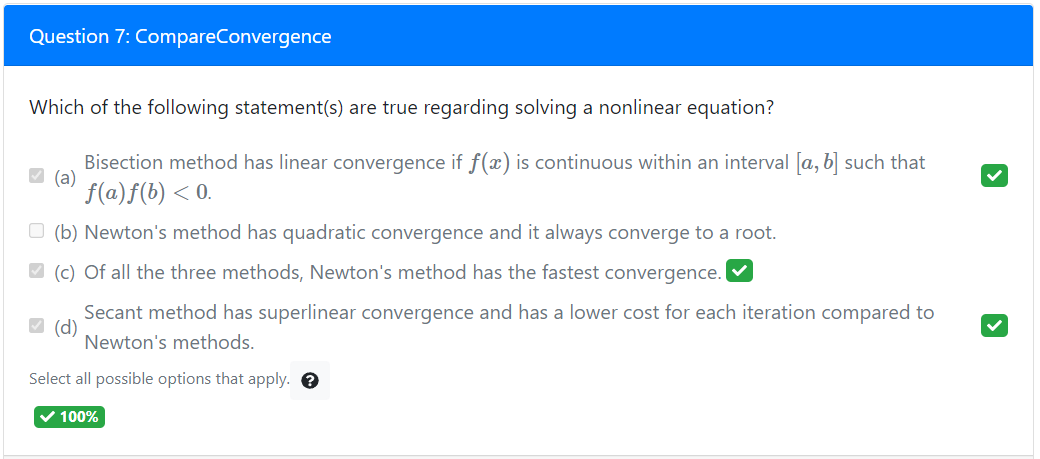 Question 7: CompareConvergence
Which of the following statement(s) are true regarding solving a nonlinear equation?
(a) Bisection method has linear convergence if f(x) is continuous within an interval [a, b] such that
f(a)f(b) < 0.
(b) Newton's method has quadratic convergence and it always converge to a root.
(c) Of all the three methods, Newton's method has the fastest convergence.
(d) Secant method has superlinear convergence and has a lower cost for each iteration compared to
Newton's methods.
Select all possible options that apply. ?
100%